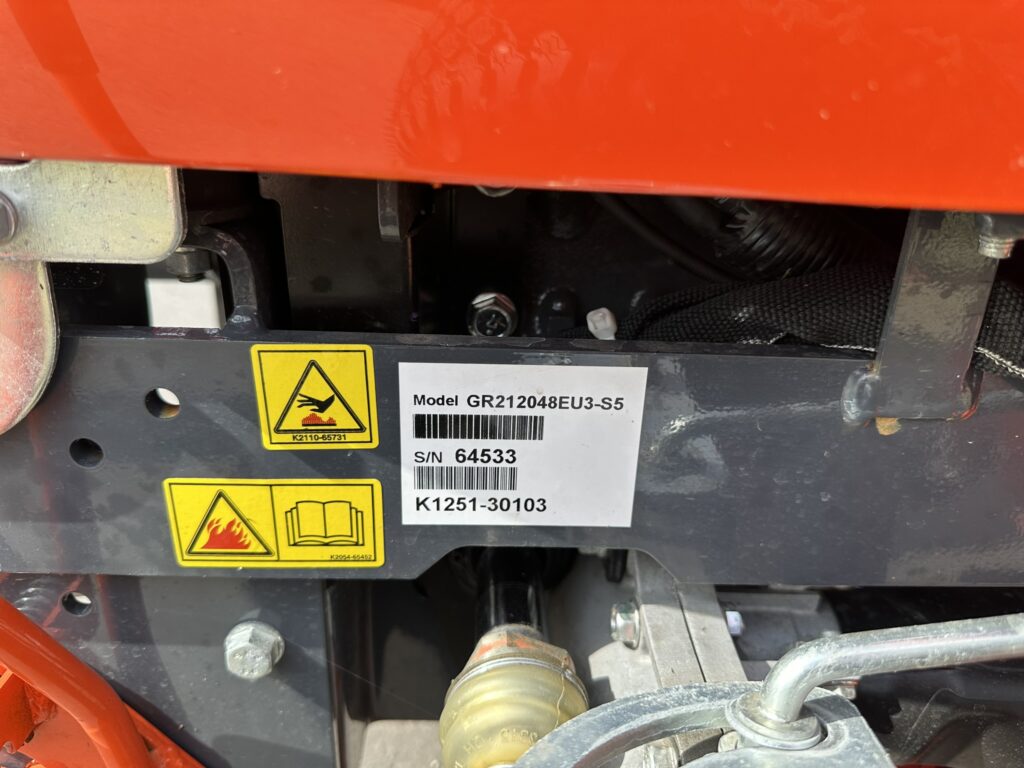 K2110-65731
Model GR212048EU3-S5
S/N 64533
K1251-30103
K2054-65452